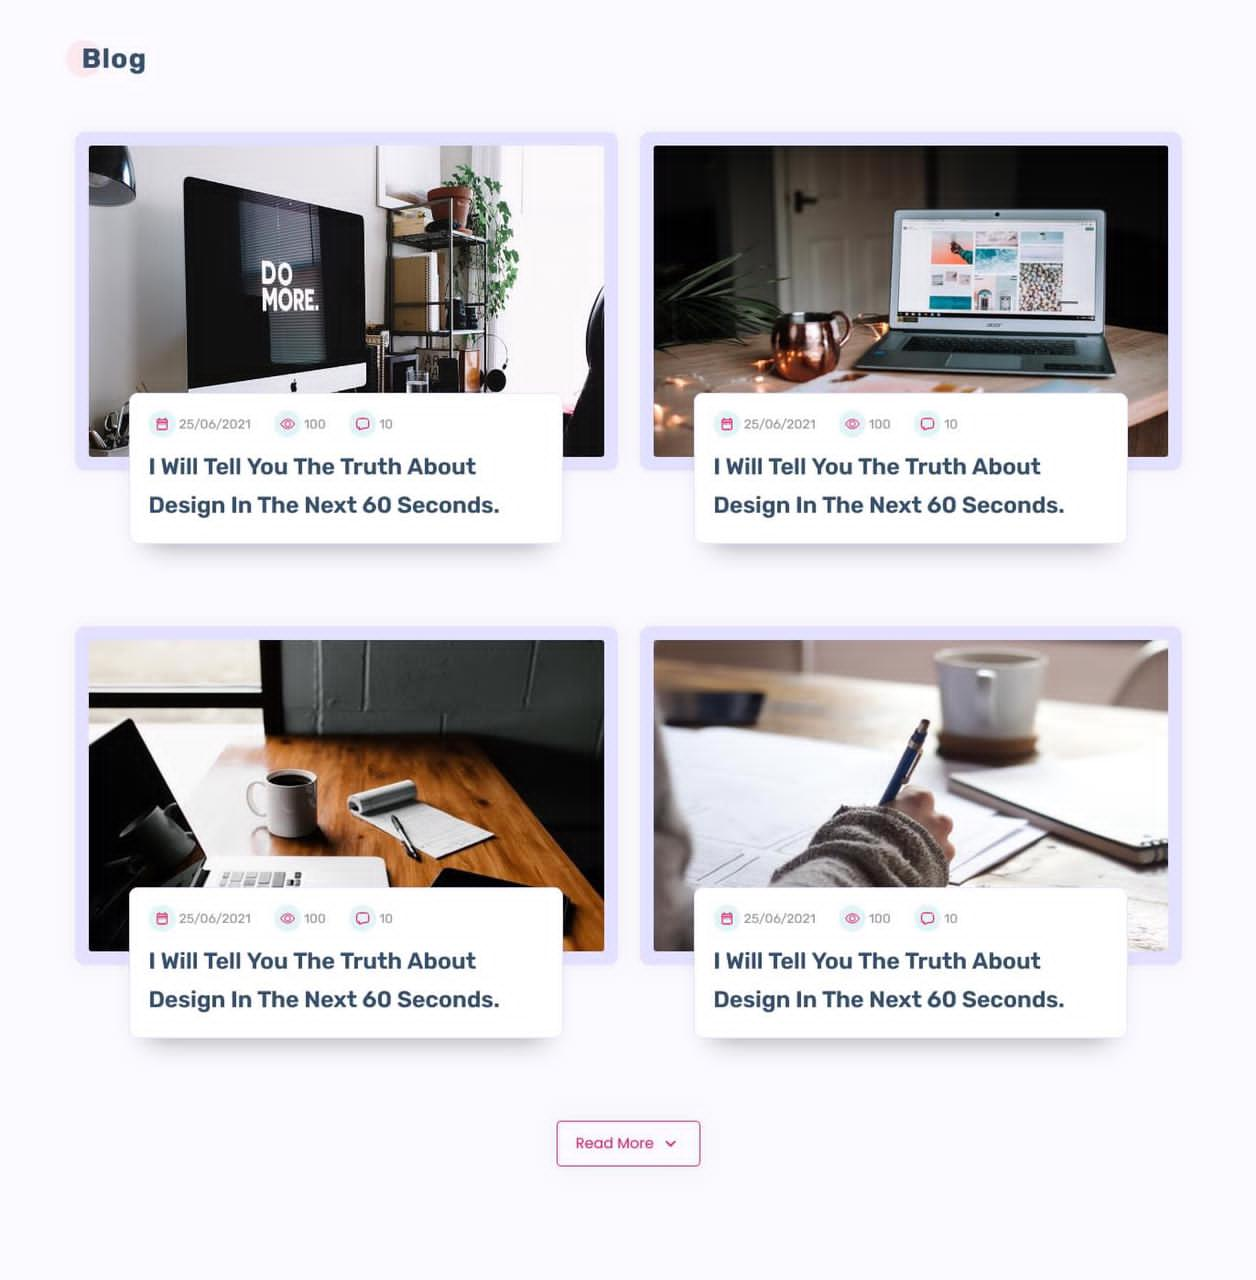 Blog
DO
MORE.
acer
25/06/2021 100 10
I Will Tell You The Truth About
Design In The Next 60 Seconds.
25/06/2021 100 10
I Will Tell You The Truth About
Design In The Next 60 Seconds.
25/06/2021 100 10
I Will Tell You The Truth About
Design In The Next 60 Seconds.
25/06/2021 100 10
I Will Tell You The Truth About
Design In The Next 60 Seconds.
Read More